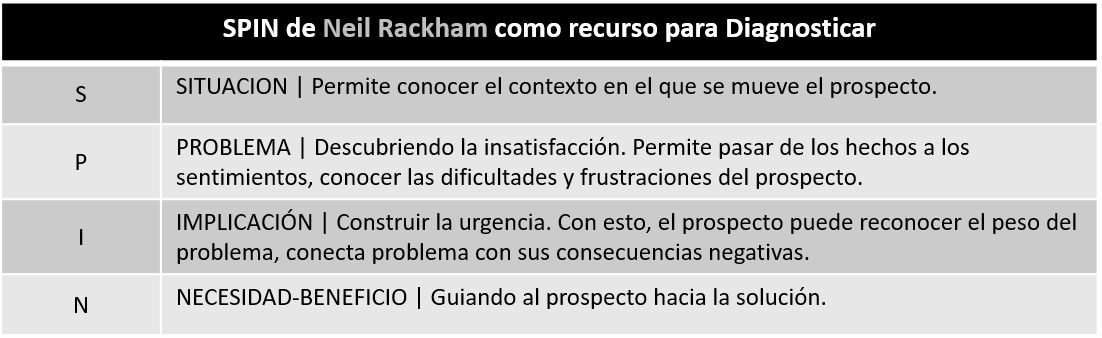 SPIN de Neil Rackham como recurso para Diagnosticar
S
SITUACION | Permite conocer el contexto en el que se mueve el prospecto.
P
PROBLEMA | Descubriendo la insatisfacción. Permite pasar de los hechos a los
sentimientos, conocer las dificultades y frustraciones del prospecto.
I
IMPLICACIÓN | Construir la urgencia. Con esto, el prospecto puede reconocer el peso del
problema, conecta problema con sus consecuencias negativas.
N
NECESIDAD-BENEFICIO | Guiando al prospecto hacia la solución.